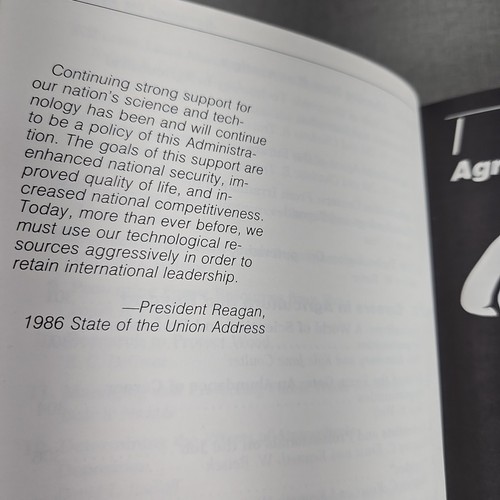 Continuing strong support for
our nation's science and tech-
nology has been and will continue
to be a policy of this Administra-
tion. The goals of this support are
enhanced national security, im-
proved quality of life, and in-
creased national competitiveness.
Today, more than ever before, we
must use our technological re-
sources aggressively in order to
retain international leadership.
—President Reagan,
1986 State of the Union Address